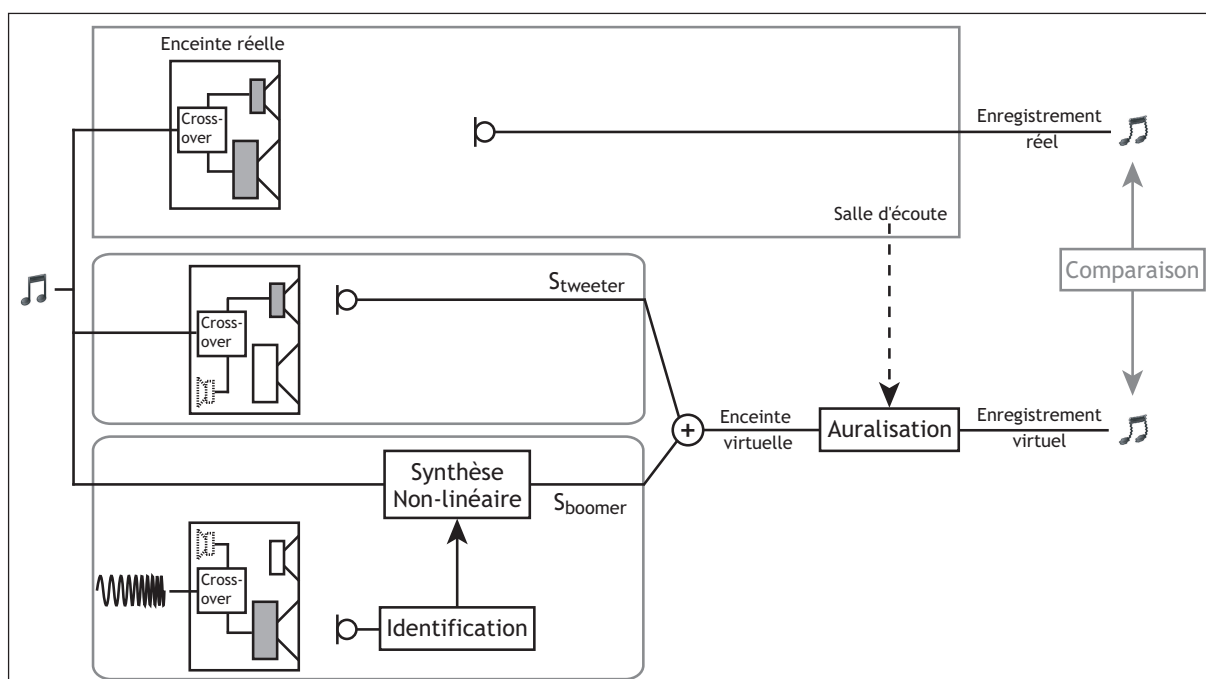 Enceinte réelle
Cross-
over
Enregistrement
réel
Salle d'écoute
Comparaison
Cross-
over
Stweeter
Enceinte
virtuelle
Auralisation
Enregistrement
virtuel
Synthèse
Non-linéaire
Sboomer
Cross-
over
Identification